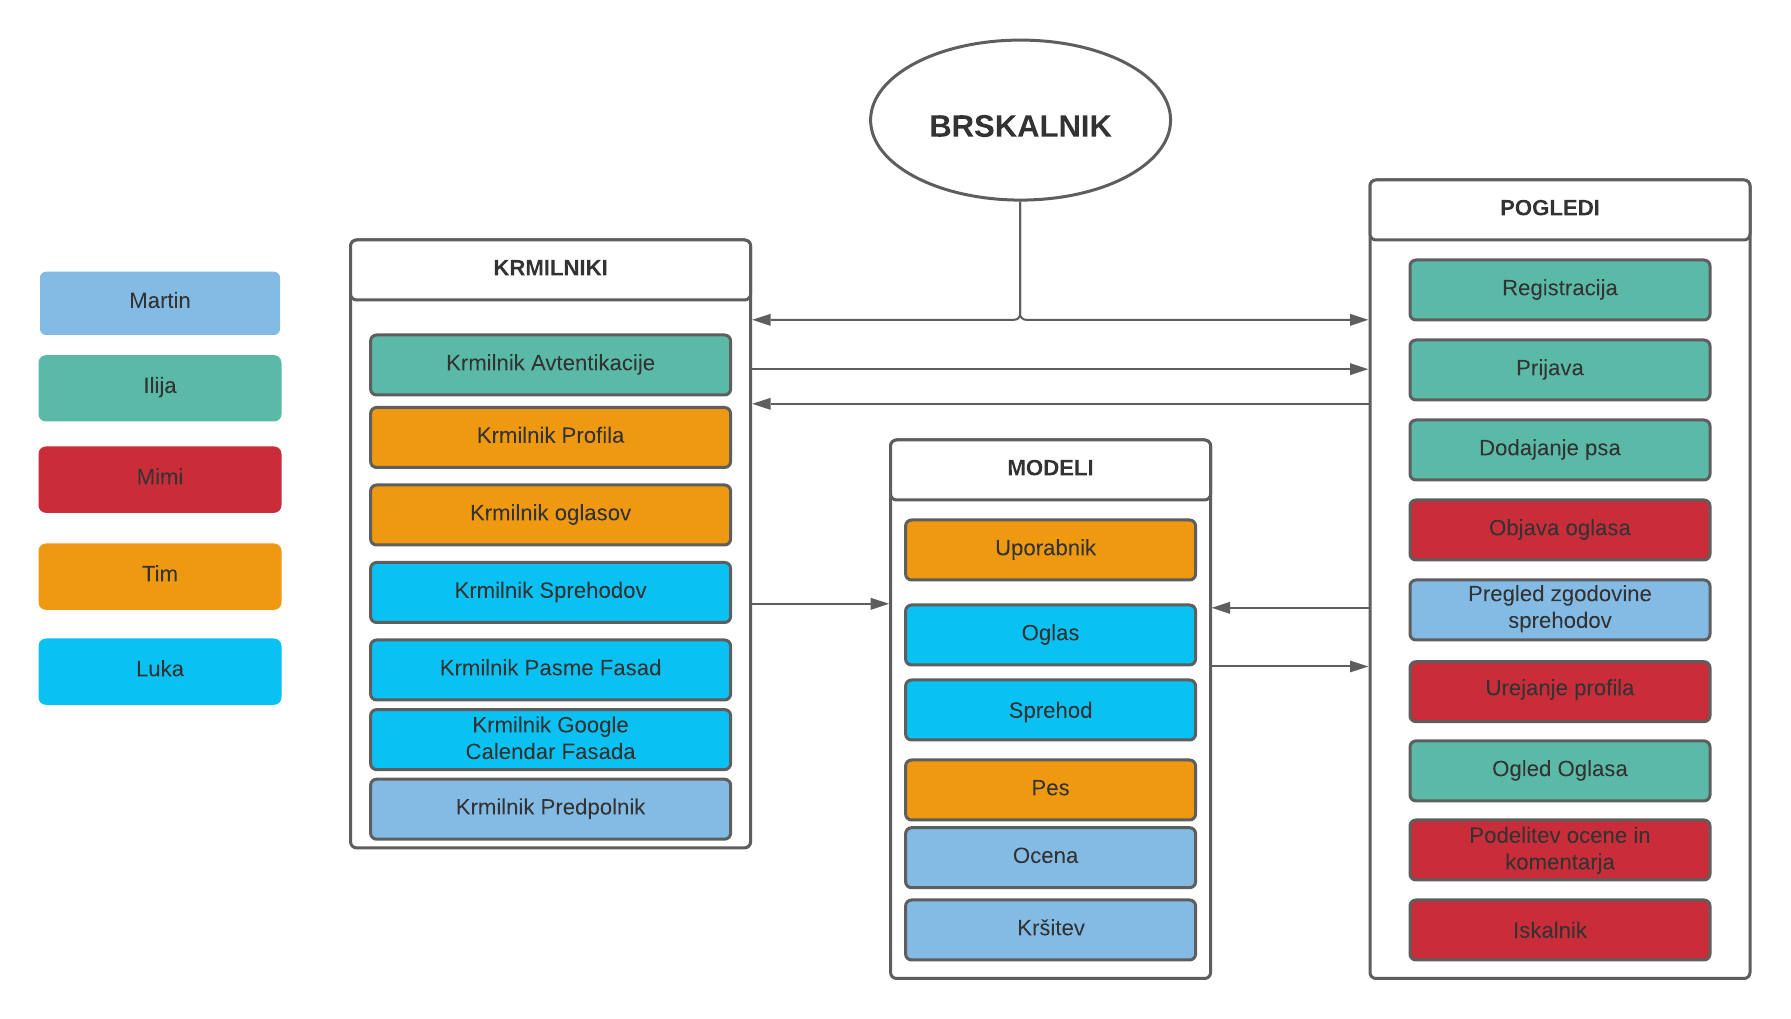 BRSKALNIK
Martin
Ilija
Mimi
Tim
Luka
KRMILNIKI
Krmilnik Avtentikacije
Krmilnik Profila
Krmilnik oglasov
Krmilnik Sprehodov
Krmilnik Pasme Fasad
Krmilnik Google
Calendar Fasada
Krmilnik Predpolnik
MODELI
Uporabnik
Oglas
Sprehod
Pes
Ocena
Kršitev
POGLEDI
Registracija
Prijava
Dodajanje psa
Objava oglasa
Pregled zgodovine
sprehodov
Urejanje profila
Ogled Oglasa
Podelitev ocene in
komentarja
Iskalnik